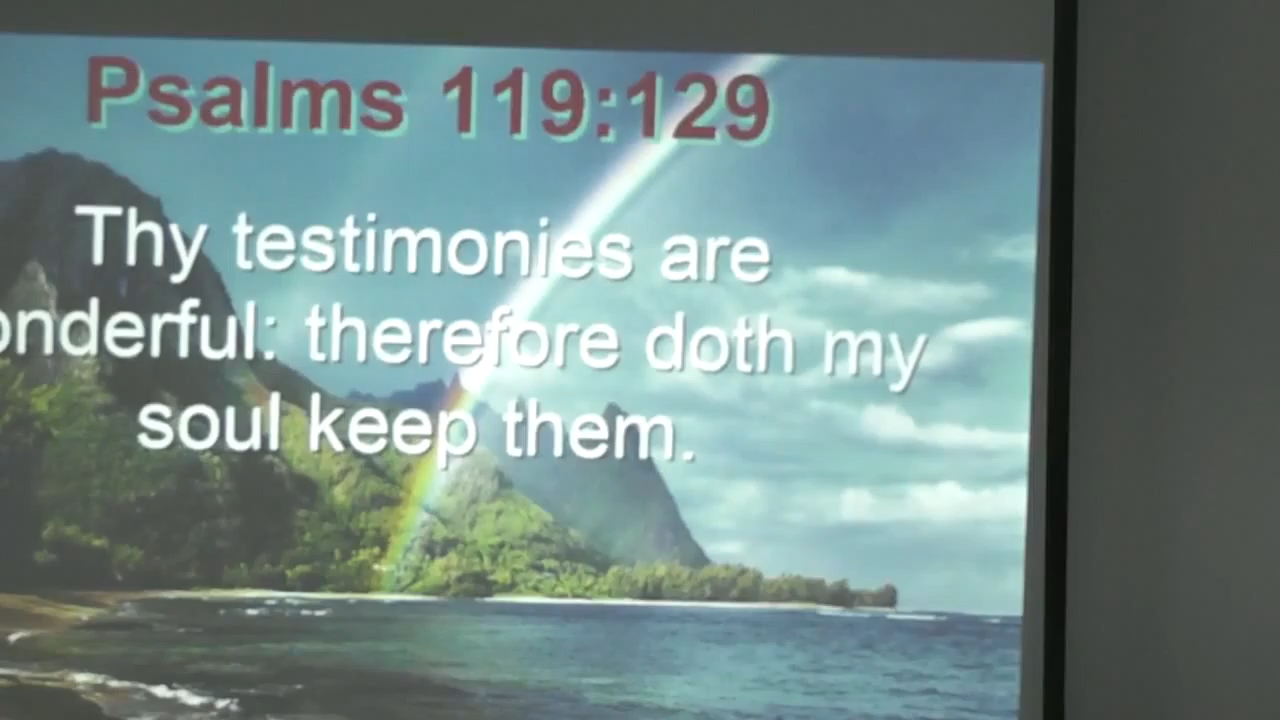 Psalms 119:129
Thy testimonies are
onderful: therefore doth my
soul keep them.